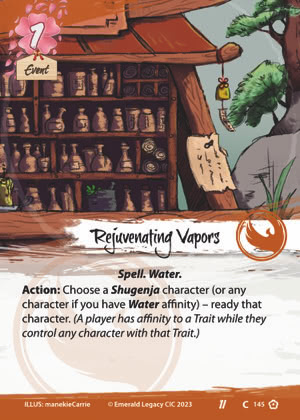 1
Event
Rejuvenating Vapors
Spell. Water.
Action: Choose a Shugenja character (or any
character if you have Water affinity) – ready that
character. (A player has affinity to a Trait while they
control any character with that Trait.)
ILLUS: manekieCarrie © Emerald Legacy CIC 2023 C 145